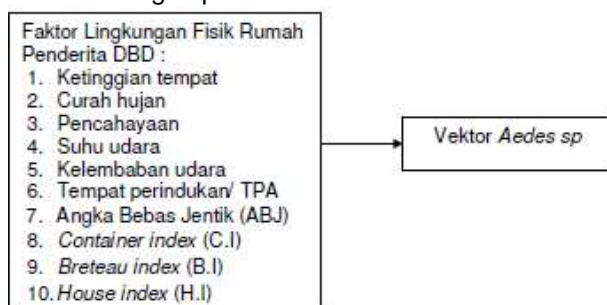 Faktor Lingkungan Fisik Rumah
Penderita DBD :
1. Ketinggian tempat
2. Curah hujan
3. Pencahayaan
4. Suhu udara
5. Kelembaban udara
6. Tempat perindukan/ TPA
7. Angka Bebas Jentik (ABJ)
8. Container index (C.I)
9. Breteau index (B.I)
10. House index (H.I)
Vektor Aedes sp